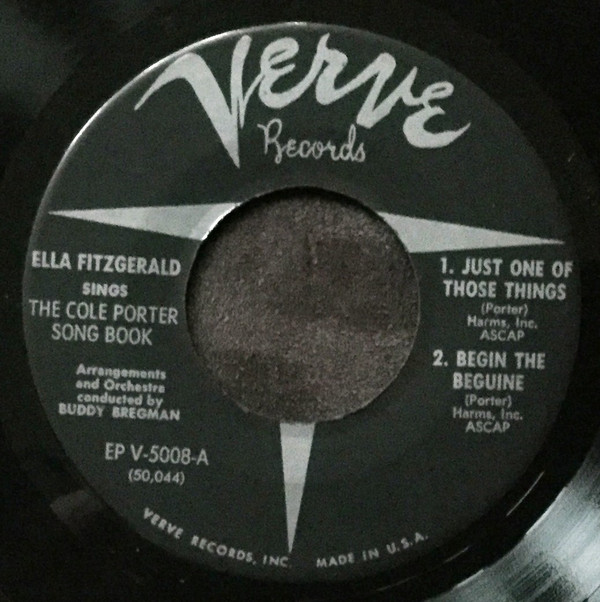 Verve
Records
ELLA FITZGERALD
SINGS
THE COLE PORTER
SONG BOOK
Arrangements
and Orchestra
conducted by
BUDDY BREGMAN
EP V-5008-A
(50,044)
1. JUST ONE OF
THOSE THINGS
(Porter)
Harms, Inc.
ASCAP
2. BEGIN THE
BEGUINE
(Porter)
Harms, Inc.
ASCAP
VERVE RECORDS, INC. MADE IN U.S.A.